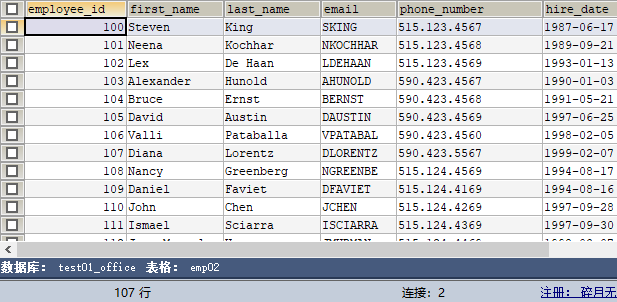 employee_id first_name last_name email phone_number hire_date
100 Steven King SKING 515.123.4567 1987-06-17
101 Neena Kochhar NKOCHHAR 515.123.4568 1989-09-21
102 Lex De Haan LDEHAAN 515.123.4569 1993-01-13
103 Alexander Hunold AHUNOLD 590.423.4567 1990-01-03
104 Bruce Ernst BERNST 590.423.4568 1991-05-21
105 David Austin DAUSTIN 590.423.4569 1997-06-25
106 Valli Pataballa VPATABAL 590.423.4560 1998-02-05
107 Diana Lorentz DLORENTZ 590.423.5567 1999-02-07
108 Nancy Greenberg NGREENBE 515.124.4569 1994-08-17
109 Daniel Faviet DFAVIET 515.124.4169 1994-08-16
110 John Chen JCHEN 515.124.4269 1997-09-28
111 Ismael Sciarra ISCIARRA 515.124.4369 1997-09-30
数据库: test01_office 表格: emp02
107 行 连接: 2 注册: 碎月无